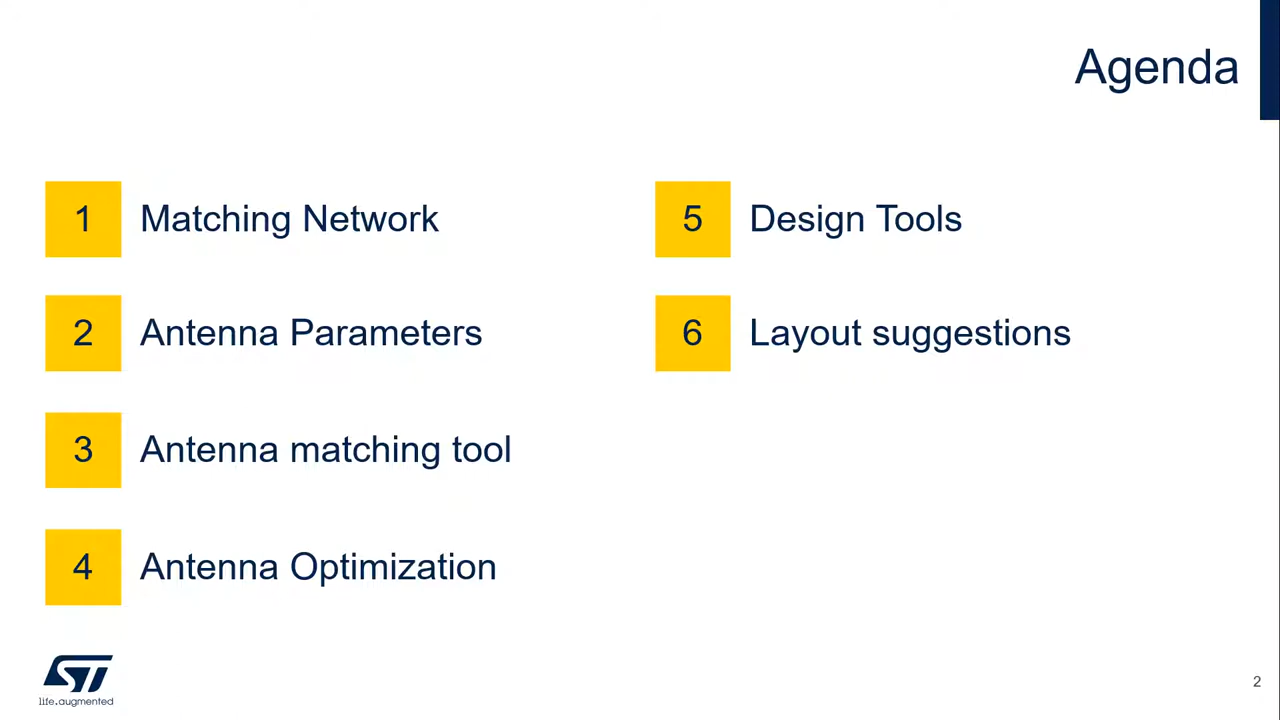 Agenda
1 Matching Network
2 Antenna Parameters
3 Antenna matching tool
4 Antenna Optimization
5 Design Tools
6 Layout suggestions
ST
life.augmented
2